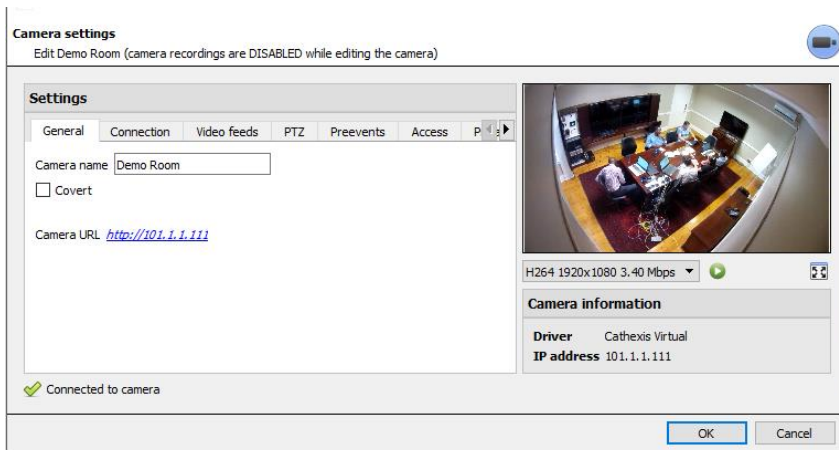 Camera settings
Edit Demo Room (camera recordings are DISABLED while editing the camera)
Settings
General Connection Video feeds PTZ Preevents Access
Camera name Demo Room
Covert
Camera URL http://101.1.1.111
H264 1920x1080 3.40 Mbps
Camera information
Driver Cathexis Virtual
IP address 101.1.1.111
Connected to camera
OK Cancel